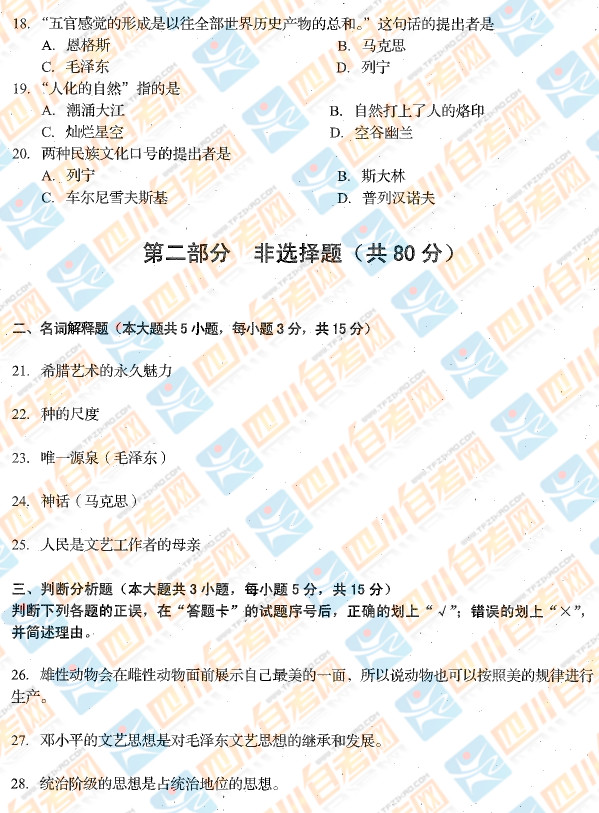 18. “五官感觉的形成是以往全部世界历史产物的总和。”这句话的提出者是
A. 恩格斯 B. 马克思
C. 毛泽东 D. 列宁
19. “人化的自然”指的是
A. 潮涌大江 B. 自然打上了人的烙印
C. 灿烂星空 D. 空谷幽兰
20. 两种民族文化口号的提出者是
A. 列宁 B. 斯大林
C. 车尔尼雪夫斯基 D. 普列汉诺夫
第二部分 非选择题（共 80 分）
二、名词解释题（本大题共 5 小题，每小题 3 分，共 15 分）
21. 希腊艺术的永久魅力
22. 种的尺度
23. 唯一源泉（毛泽东）
24. 神话（马克思）
25. 人民是文艺工作者的母亲
三、判断分析题（本大题共 3 小题，每小题 5 分，共 15 分）
判断下列各题的正误，在“答题卡”的试题序号后，正确的划上“√”；错误的划上“×”，
并简述理由。
26. 雄性动物会在雌性动物面前展示自己最美的一面，所以说动物也可以按照美的规律进行
生产。
27. 邓小平的文艺思想是对毛泽东文艺思想的继承和发展。
28. 统治阶级的思想是占统治地位的思想。
四川自考网
WWW.TPZIKAO.COM